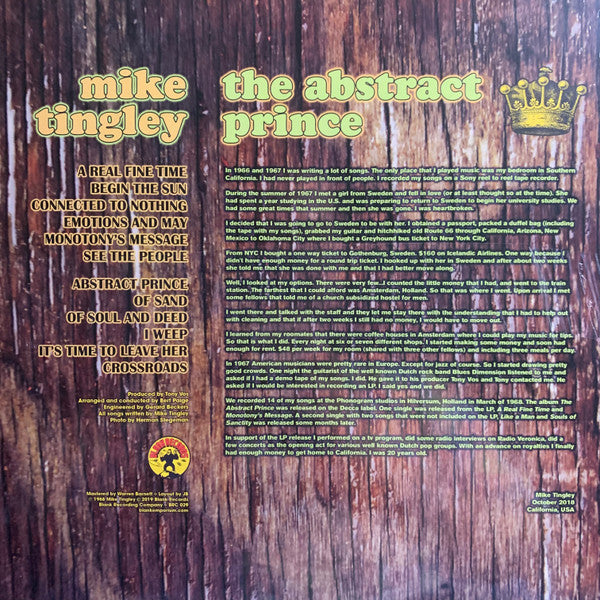 mike
tingley
the abstract
prince
A REAL FINE TIME
BEGIN THE SUN
CONNECTED TO NOTHING
EMOTIONS AND MAY
MONOTONY'S MESSAGE
SEE THE PEOPLE
ABSTRACT PRINCE
OF SAND
OF SOUL AND DEED
I WEEP
IT'S TIME TO LEAVE HER
CROSSROADS
Produced by Tony Vos
Arranged and conducted by Bert Paige
Engineered by Gerard Beckers
All songs written by Mike Tingley
Photo by Herman Stegeman
Mastered by Warren Barnett • Layout by JB
1968 Mike Tingley © 2019 Blank Records
Blank Recording Company • BRC 029
blankemporium.com
In 1966 and 1967 I was writing a lot of songs. The only place that I played music was my bedroom in Southern
California. I had never played in front of people. I recorded my songs on a Sony reel to reel tape recorder.
During the summer of 1967 I met a girl from Sweden and fell in love (or at least thought so at the time). She
had spent a year studying in the U.S. and was preparing to return to Sweden to begin her university studies. We
had some great times that summer and then she was gone. I was heartbroken.
I decided that I was going to go to Sweden to be with her. I obtained a passport, packed a duffel bag (including
the tape with my songs), grabbed my guitar and hitchhiked old Route 66 through California, Arizona, New
Mexico to Oklahoma City where I bought a Greyhound bus ticket to New York City.
From NYC I bought a one way ticket to Gothenburg, Sweden. $160 on Icelandic Airlines. One way because I
didn't have enough money for a round trip ticket. I hooked up with her in Sweden and after about two weeks
she told me that she was done with me and that I had better move along.
Well, I looked at my options. There were very few...I counted the little money that I had, and went to the train
station. The farthest that I could afford was Amsterdam, Holland. So that was where I went. Upon arrival I met
some fellows that told me of a church subsidized hostel for men.
I went there and talked with the staff and they let me stay there with the understanding that I had to help out
with cleaning and that if after two weeks I still had no money, I would have to move out.
I learned from my roomates that there were coffee houses in Amsterdam where I could play my music for tips.
So that is what I did. Every night at six or seven different shops. I started making some money and soon had
enough for rent. $48 per week for my room (shared with three other fellows) and including three meals per day.
In 1967 American musicians were pretty rare in Europe. Except for jazz of course. So I started drawing pretty
good crowds. One night the guitarist of the well known Dutch rock band Blues Dimension listened to me and
asked if I had a demo tape of my songs. I did. He gave it to his producer Tony Vos and Tony contacted me. He
asked if I would be interested in recording an LP. I said yes and we did.
We recorded 14 of my songs at the Phonogram studios in Hilversum, Holland in March of 1968. The album The
Abstract Prince was released on the Decca label. One single was released from the LP, A Real Fine Time and
Monotony's Message. A second single with two songs that were not included on the LP, Like a Man and Souls of
Sanctity was released some months later.
In support of the LP release I performed on a tv program, did some radio interviews on Radio Veronica, did a
few concerts as the opening act for various well known Dutch pop groups. With an advance on royalties I finally
had enough money to get home to California. I was 20 years old.
Mike Tingley
October 2018
California, USA